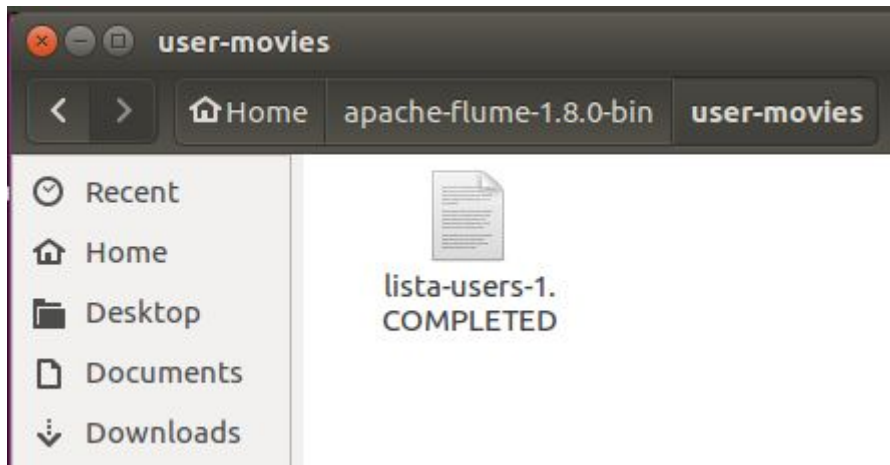 user-movies
Home apache-flume-1.8.0-bin user-movies
Recent
Home
Desktop
Documents
Downloads
lista-users-1.
COMPLETED